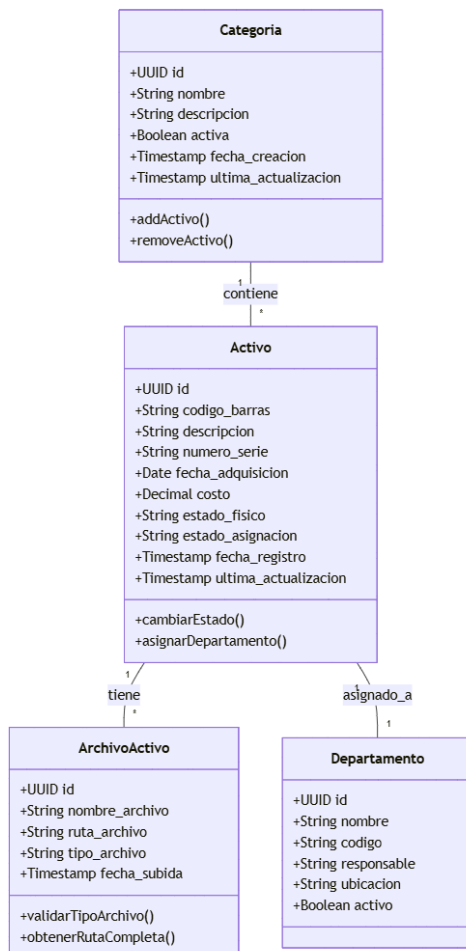 Categoria
+UUID id
+String nombre
+String descripcion
+Boolean activa
+Timestamp fecha_creacion
+Timestamp ultima_actualizacion
+addActivo()
+removeActivo()
1
contiene
*
Activo
+UUID id
+String codigo_barras
+String descripcion
+String numero_serie
+Date fecha_adquisicion
+Decimal costo
+String estado_fisico
+String estado_asignacion
+Timestamp fecha_registro
+Timestamp ultima_actualizacion
+cambiarEstado()
+asignarDepartamento()
1
tiene
*
1
asignado_a
1
ArchivoActivo
+UUID id
+String nombre_archivo
+String ruta_archivo
+String tipo_archivo
+Timestamp fecha_subida
+validarTipoArchivo()
+obtenerRutaCompleta()
Departamento
+UUID id
+String nombre
+String codigo
+String responsable
+String ubicacion
+Boolean activo